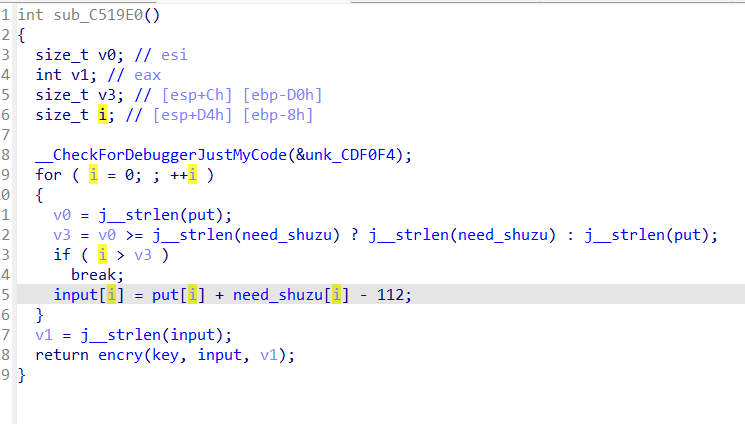 1 int sub_C519E0()
2 {
3   size_t v0; // esi
4   int v1; // eax
5   size_t v3; // [esp+Ch] [ebp-D0h]
6   size_t i; // [esp+D4h] [ebp-8h]
7
8   __CheckForDebuggerJustMyCode(&unk_CDF0F4);
9   for ( i = 0; ; ++i )
0   {
1     v0 = j__strlen(put);
2     v3 = v0 >= j__strlen(need_shuzu) ? j__strlen(need_shuzu) : j__strlen(put);
3     if ( i > v3 )
4       break;
5     input[i] = put[i] + need_shuzu[i] - 112;
6   }
7   v1 = j__strlen(input);
8   return encry(key, input, v1);
9 }